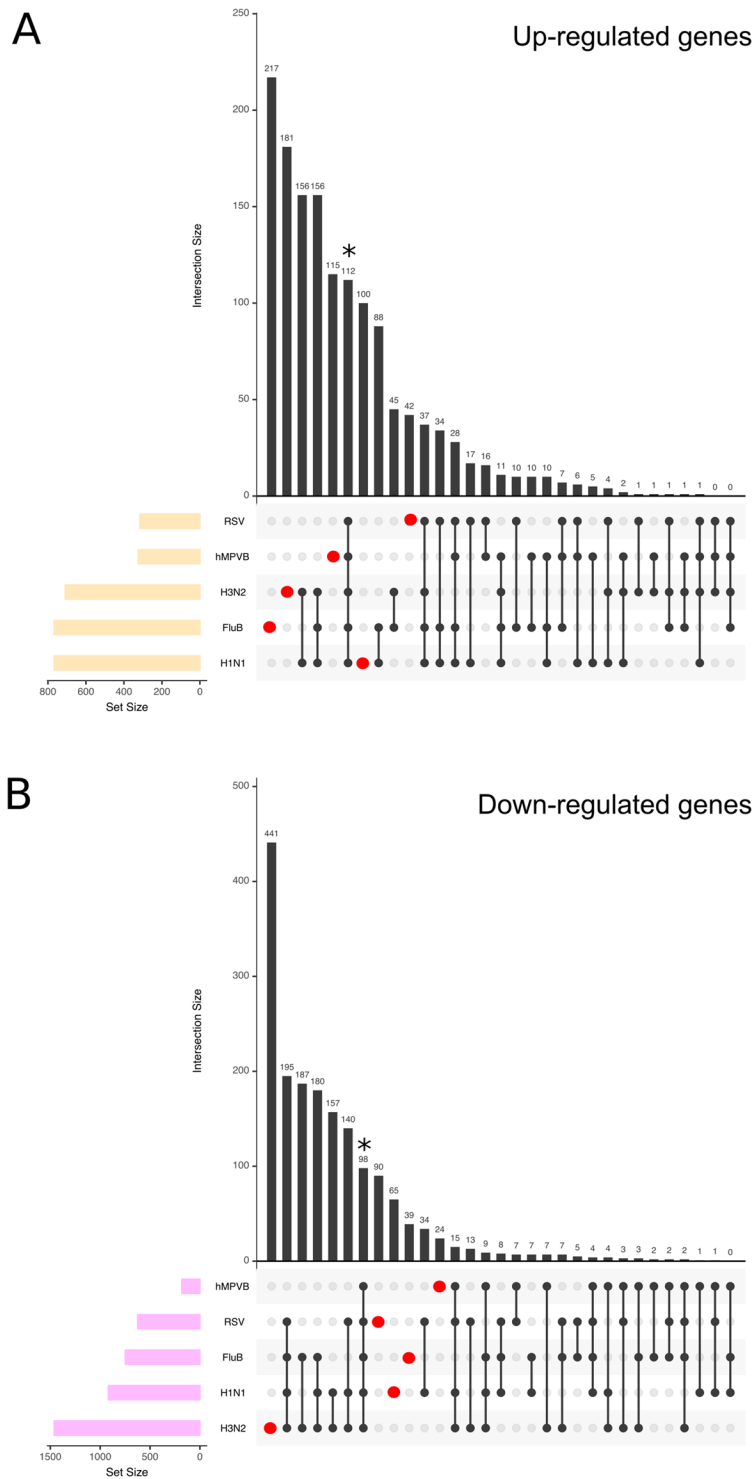 A
Up-regulated genes
250
200
150
100
50
0
Intersection Size
217 181 156 156 115 112 100 88 45 42 37 34 28 17 16 11 10 10 10 7 6 5 4 2 1 1 1 1 1 0 0
*
RSV
hMPVB
H3N2
FluB
H1N1
800 600 400 200 0
Set Size
B
Down-regulated genes
500
400
300
200
100
0
Intersection Size
441 195 187 180 157 140 98 90 65 39 34 24 15 13 9 8 7 7 7 7 5 4 4 3 3 2 2 2 1 1 0
*
hMPVB
RSV
FluB
H1N1
H3N2
1500 1000 500 0
Set Size